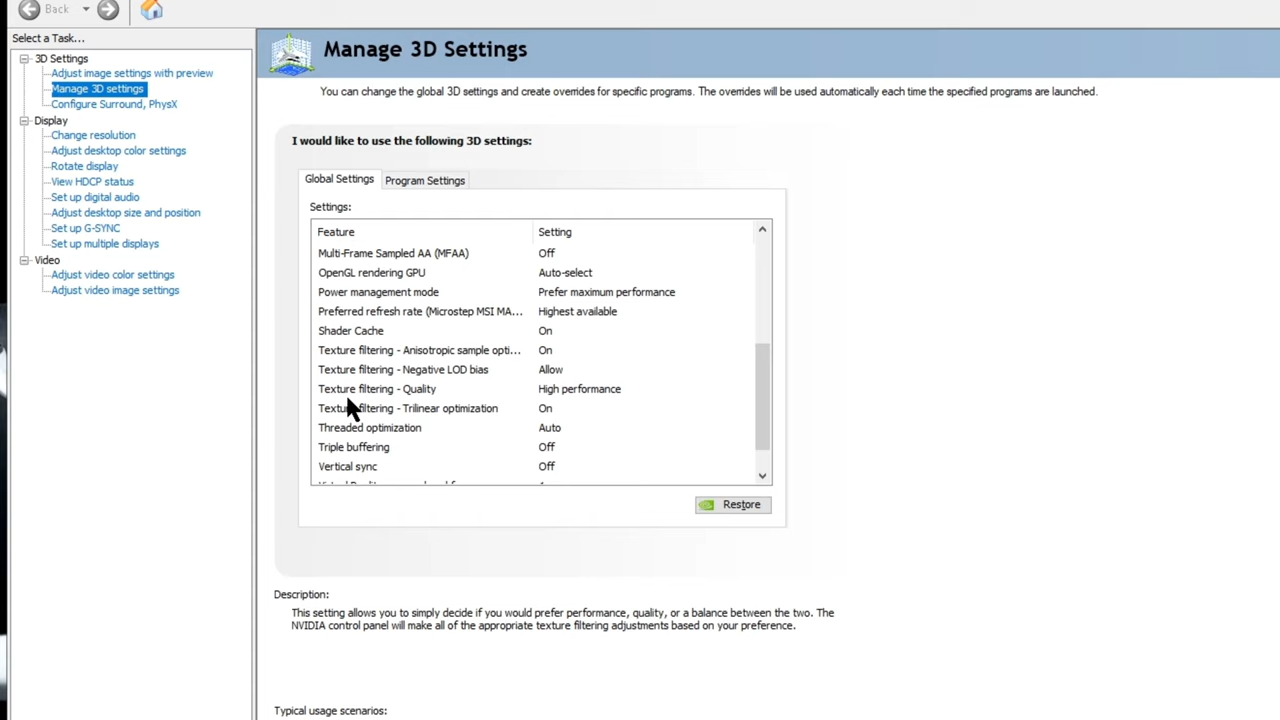 Back
Select a Task...
3D Settings
Adjust image settings with preview
Manage 3D settings
Configure Surround, PhysX
Display
Change resolution
Adjust desktop color settings
Rotate display
View HDCP status
Set up digital audio
Adjust desktop size and position
Set up G-SYNC
Set up multiple displays
Video
Adjust video color settings
Adjust video image settings
Manage 3D Settings
You can change the global 3D settings and create overrides for specific programs. The overrides will be used automatically each time the specified programs are launched.
I would like to use the following 3D settings:
Global Settings Program Settings
Settings:
Feature Setting
Multi-Frame Sampled AA (MFAA) Off
OpenGL rendering GPU Auto-select
Power management mode Prefer maximum performance
Preferred refresh rate (Microstep MSI MA... Highest available
Shader Cache On
Texture filtering - Anisotropic sample opti... On
Texture filtering - Negative LOD bias Allow
Texture filtering - Quality High performance
Texture filtering - Trilinear optimization On
Threaded optimization Auto
Triple buffering Off
Vertical sync Off
Restore
Description:
This setting allows you to simply decide if you would prefer performance, quality, or a balance between the two. The
NVIDIA control panel will make all of the appropriate texture filtering adjustments based on your preference.
Typical usage scenarios: